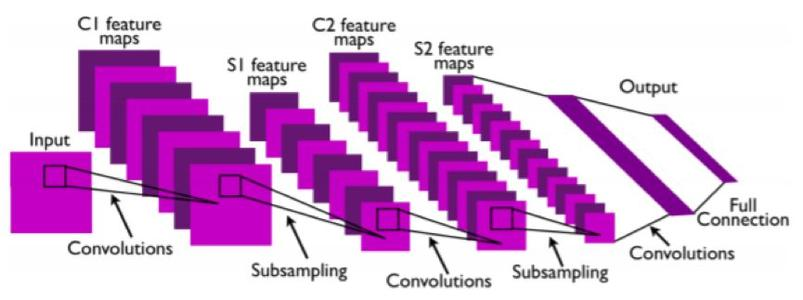 C1 feature
maps
S1 feature
maps
C2 feature
maps
S2 feature
maps
Output
Input
Convolutions
Subsampling
Convolutions
Subsampling
Convolutions
Full
Connection